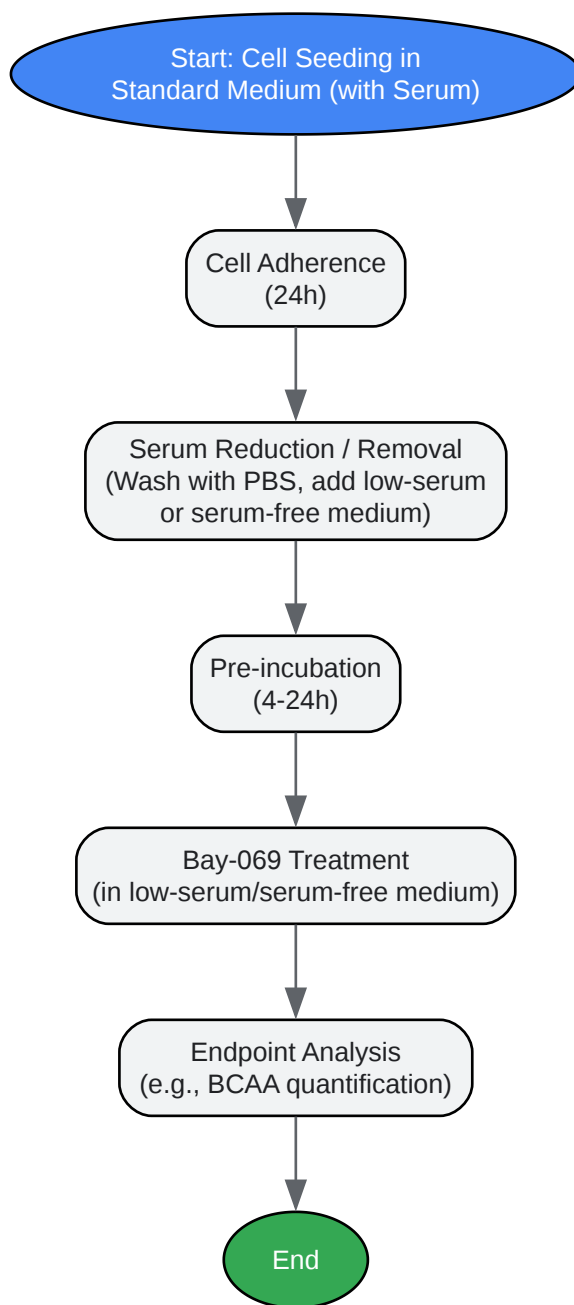 Start: Cell Seeding in
Standard Medium (with Serum)
Cell Adherence
(24h)
Serum Reduction / Removal
(Wash with PBS, add low-serum
or serum-free medium)
Pre-incubation
(4-24h)
Bay-069 Treatment
(in low-serum/serum-free medium)
Endpoint Analysis
(e.g., BCAA quantification)
End